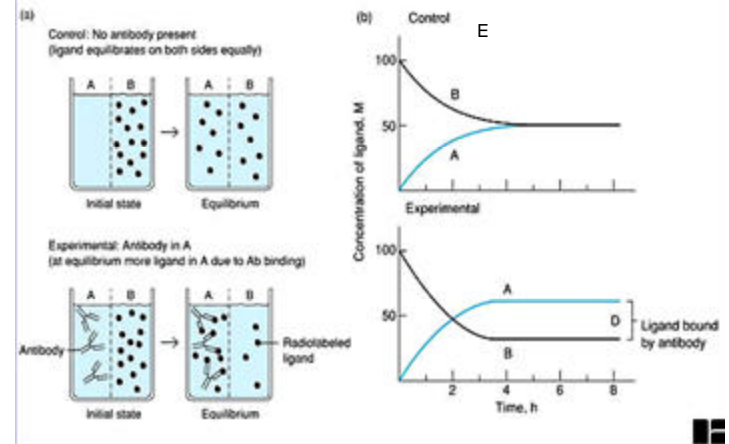 (a)
Control: No antibody present
(ligand equilibrates on both sides equally)
A B A B
Initial state Equilibrium
Experimental: Antibody in A
(at equilibrium more ligand in A due to Ab binding)
A B A B
Antibody
Radiolabeled
ligand
Initial state Equilibrium
(b) Control
E
100
B
50
A
Concentration of ligand, M
Experimental
100
A
50
D
Ligand bound
by antibody
B
2 4 6 8
Time, h